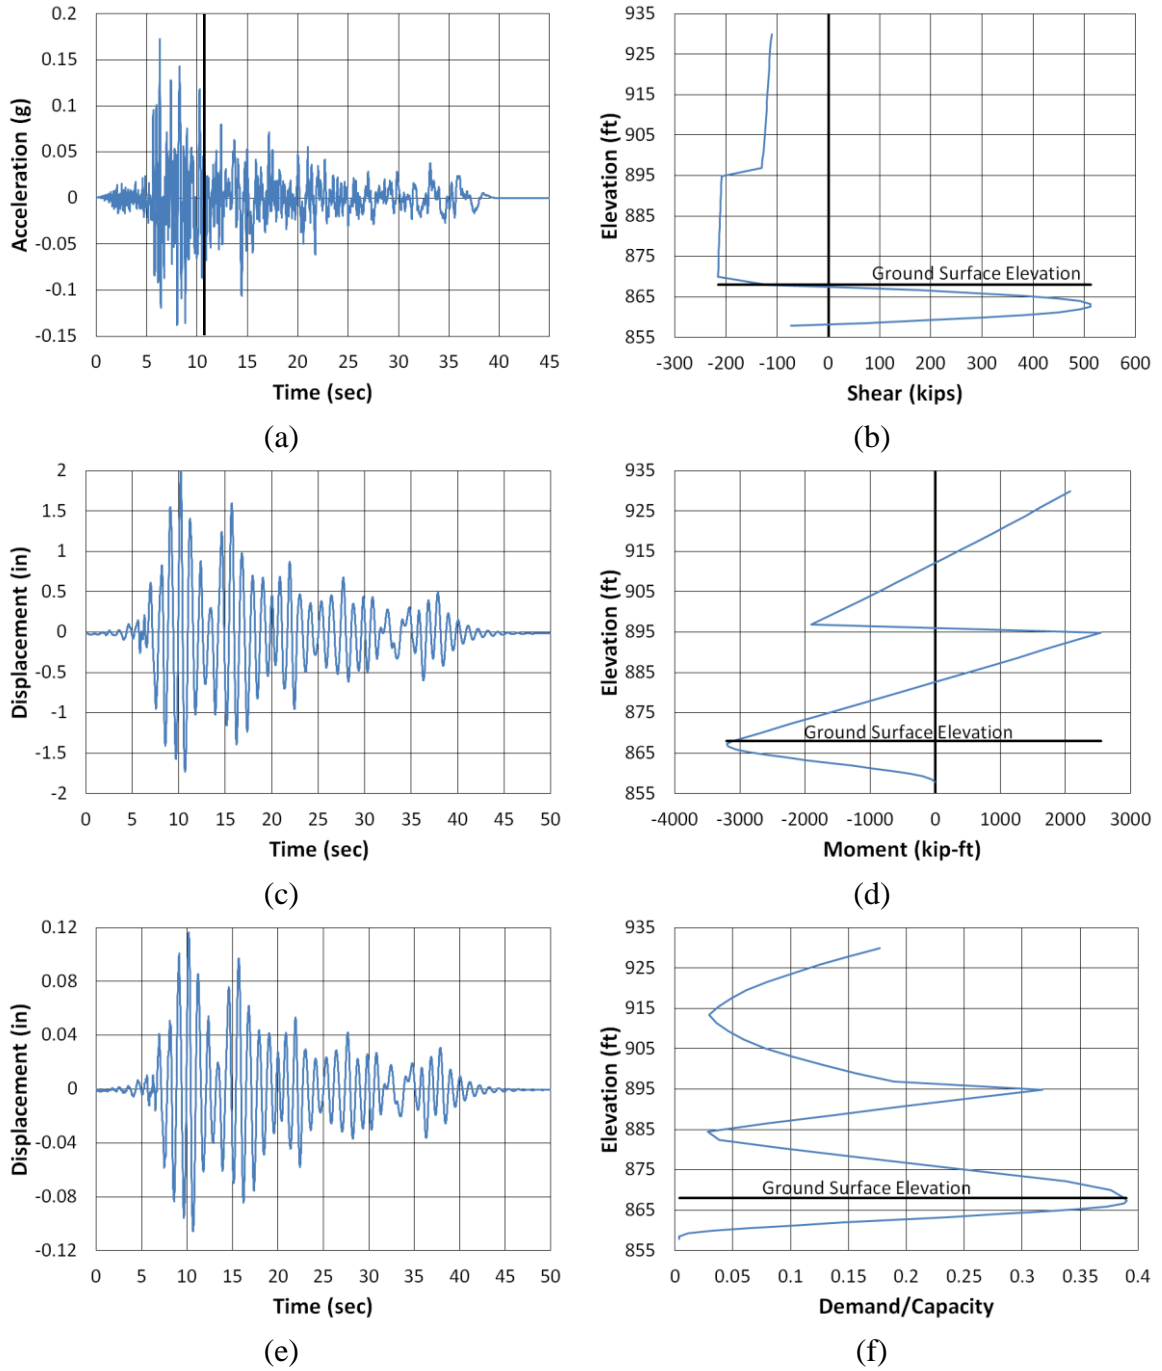 0.2
0.15
0.1
0.05
0
-0.05
-0.1
-0.15
Acceleration (g)
0 5 10 15 20 25 30 35 40 45
Time (sec)
(a)
935
925
915
905
895
885
875
865
855
Elevation (ft)
Ground Surface Elevation
-300 -200 -100 0 100 200 300 400 500 600
Shear (kips)
(b)
2
1.5
1
0.5
0
-0.5
-1
-1.5
-2
Displacement (in)
0 5 10 15 20 25 30 35 40 45 50
Time (sec)
(c)
935
925
915
905
895
885
875
865
855
Elevation (ft)
Ground Surface Elevation
-4000 -3000 -2000 -1000 0 1000 2000 3000
Moment (kip-ft)
(d)
0.12
0.08
0.04
0
-0.04
-0.08
-0.12
Displacement (in)
0 5 10 15 20 25 30 35 40 45 50
Time (sec)
(e)
935
925
915
905
895
885
875
865
855
Elevation (ft)
Ground Surface Elevation
0 0.05 0.1 0.15 0.2 0.25 0.3 0.35 0.4
Demand/Capacity
(f)